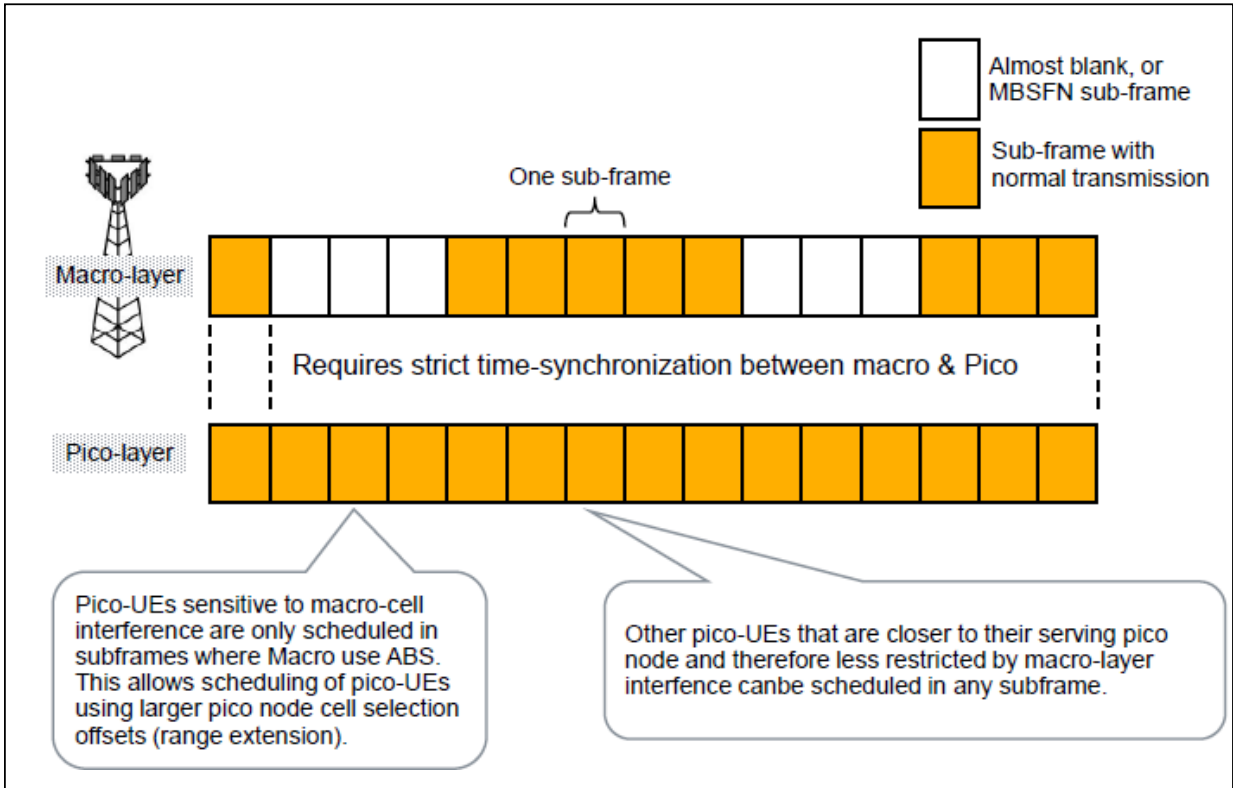 Almost blank, or
MBSFN sub-frame
Sub-frame with
normal transmission
One sub-frame
Macro-layer
Requires strict time-synchronization between macro & Pico
Pico-layer
Pico-UEs sensitive to macro-cell
interference are only scheduled in
subframes where Macro use ABS.
This allows scheduling of pico-UEs
using larger pico node cell selection
offsets (range extension).
Other pico-UEs that are closer to their serving pico
node and therefore less restricted by macro-layer
interfence canbe scheduled in any subframe.